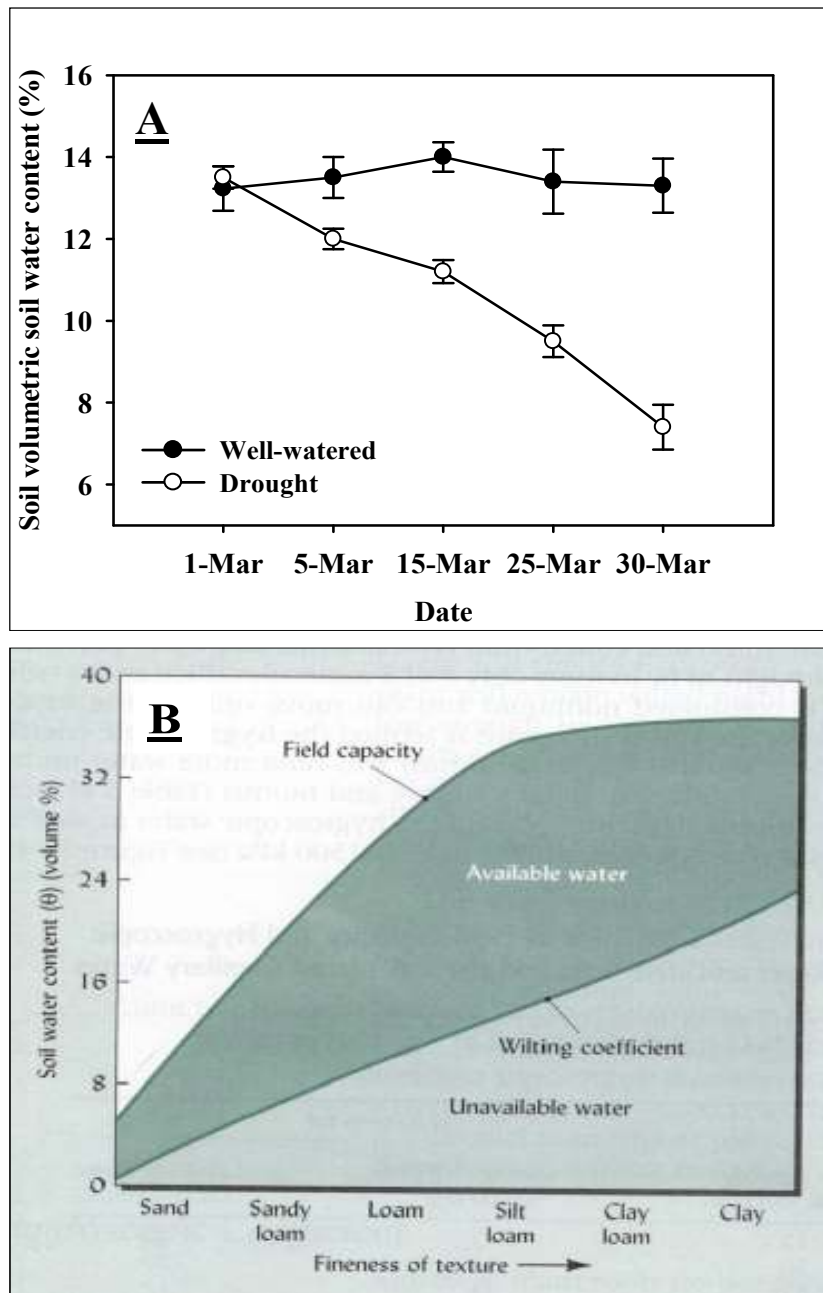 Soil volumetric soil water content (%)
16
14
12
10
8
6
A
Well-watered
Drought
1-Mar 5-Mar 15-Mar 25-Mar 30-Mar
Date
B
Soil water content (θ) (volume %)
40
32
24
16
8
0
Field capacity
Available water
Wilting coefficient
Unavailable water
Sand Sandy loam Loam Silt loam Clay loam Clay
Fineness of texture